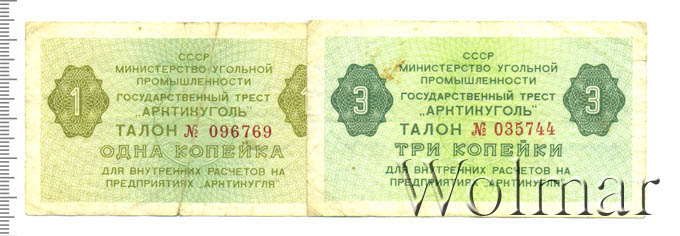 СССР
МИНИСТЕРСТВО УГОЛЬНОЙ
ПРОМЫШЛЕННОСТИ
ГОСУДАРСТВЕННЫЙ ТРЕСТ
„АРКТИКУГОЛЬ"
ТАЛОН № 096769
ОДНА КОПЕЙКА
ДЛЯ ВНУТРЕННИХ РАСЧЕТОВ НА
ПРЕДПРИЯТИЯХ „АРКТИКУГЛЯ"
1
1
СССР
МИНИСТЕРСТВО УГОЛЬНОЙ
ПРОМЫШЛЕННОСТИ
ГОСУДАРСТВЕННЫЙ ТРЕСТ
„АРКТИКУГОЛЬ"
ТАЛОН № 035744
ТРИ КОПЕЙКИ
ДЛЯ ВНУТРЕННИХ РАСЧЕТОВ НА
ПРЕДПРИЯТИЯХ „АРКТИКУГЛЯ"
3
3
Wolmar